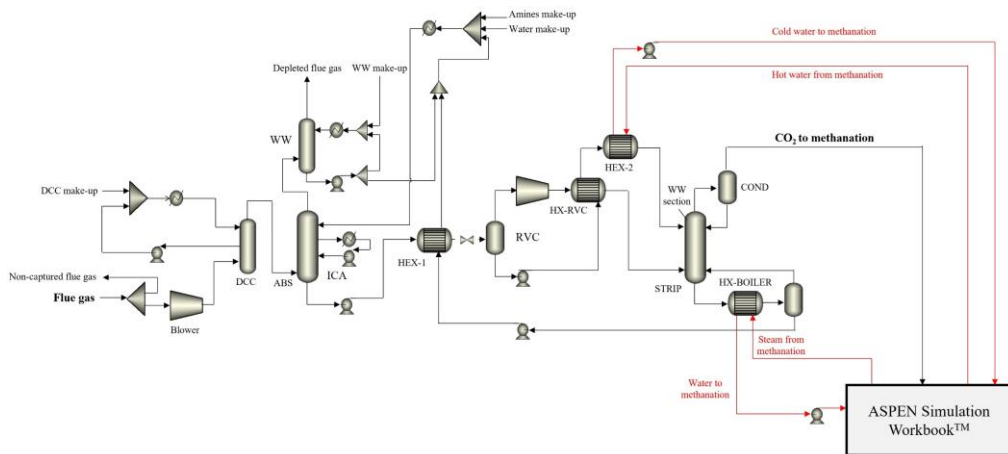 Amines make-up
Water make-up
Cold water to methanation
Hot water from methanation
Depleted flue gas
WW make-up
WW
HEX-2
CO2 to methanation
COND
WW
section
DCC make-up
HX-RVC
RVC
HEX-1
ICA
ABS
DCC
STRIP
HX-BOILER
Non-captured flue gas
Flue gas
Blower
Steam from
methanation
Water to
methanation
ASPEN Simulation
Workbook™